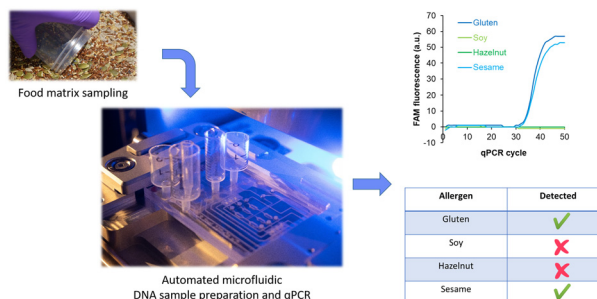 Food matrix sampling
Automated microfluidic
DNA sample preparation and qPCR
FAM fluorescence (a.u.)
70
60
50
40
30
20
10
0
-10
Gluten
Soy
Hazelnut
Sesame
0 10 20 30 40 50
qPCR cycle
Allergen Detected
Gluten
Soy
Hazelnut
Sesame